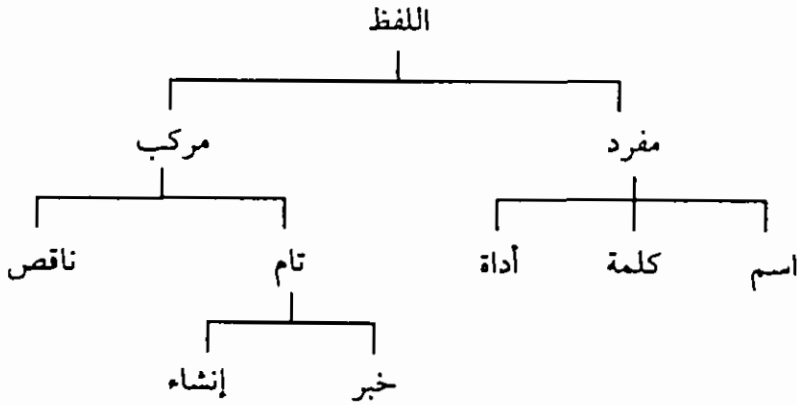 اللفظ
مفرد مركب
اسم كلمة أداة تام ناقص
خبر إنشاء